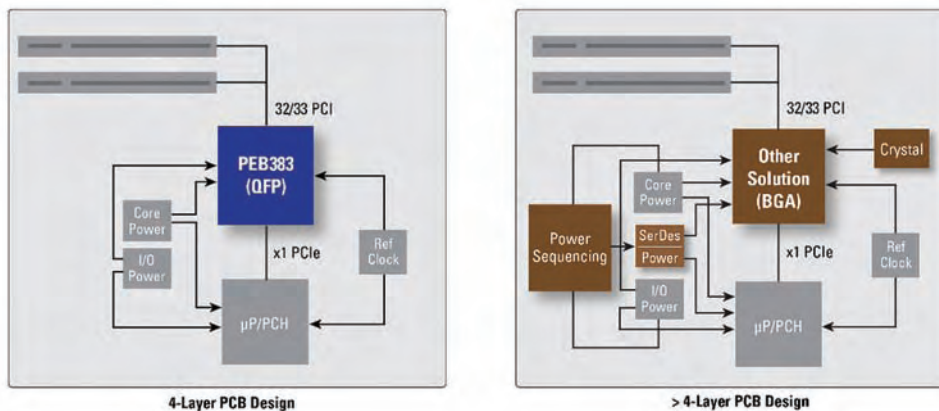 32/33 PCI
PEB383
(QFP)
Core
Power
I/O
Power
x1 PCIe
Ref
Clock
µP/PCH
4-Layer PCB Design
32/33 PCI
Other
Solution
(BGA)
Crystal
Core
Power
Power
Sequencing
SerDes
Power
I/O
Power
x1 PCIe
Ref
Clock
µP/PCH
> 4-Layer PCB Design